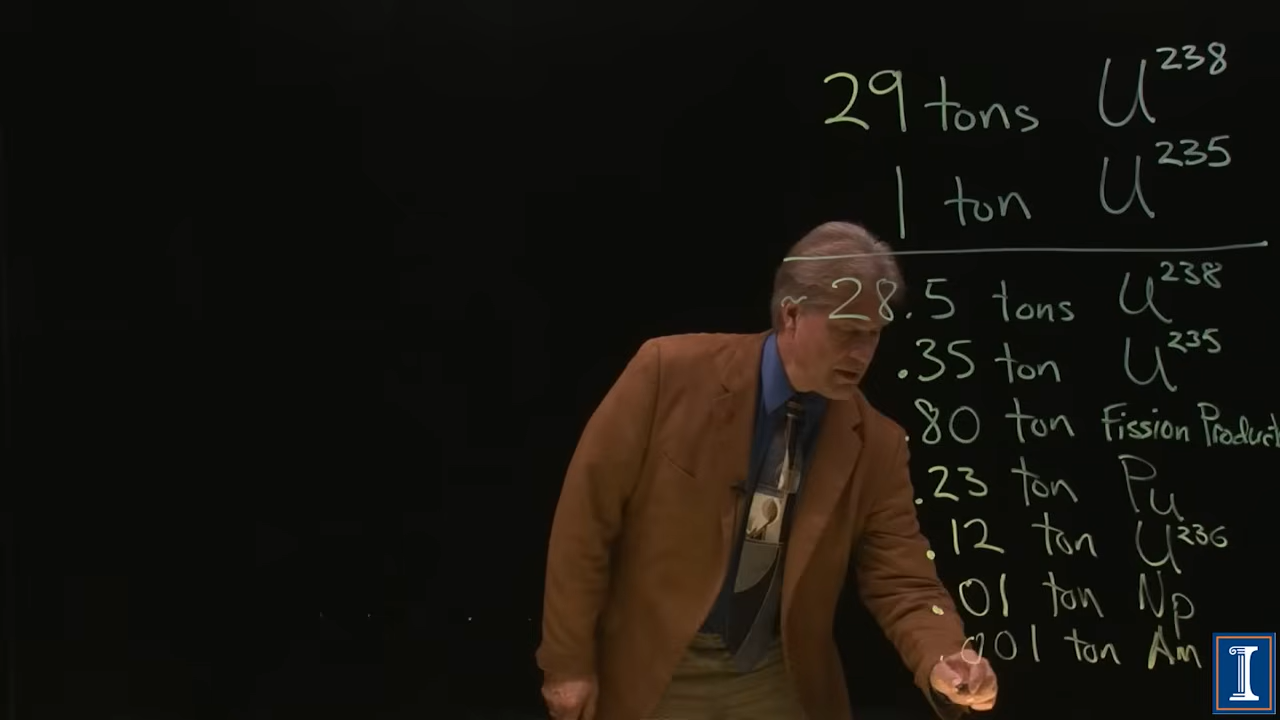 29 tons U²³⁸
1 ton U²³⁵
~ 28.5 tons U²³⁸
.35 ton U²³⁵
.80 ton Fission Product
.23 ton Pu
.12 ton U²³⁶
.01 ton Np
.001 ton Am
I